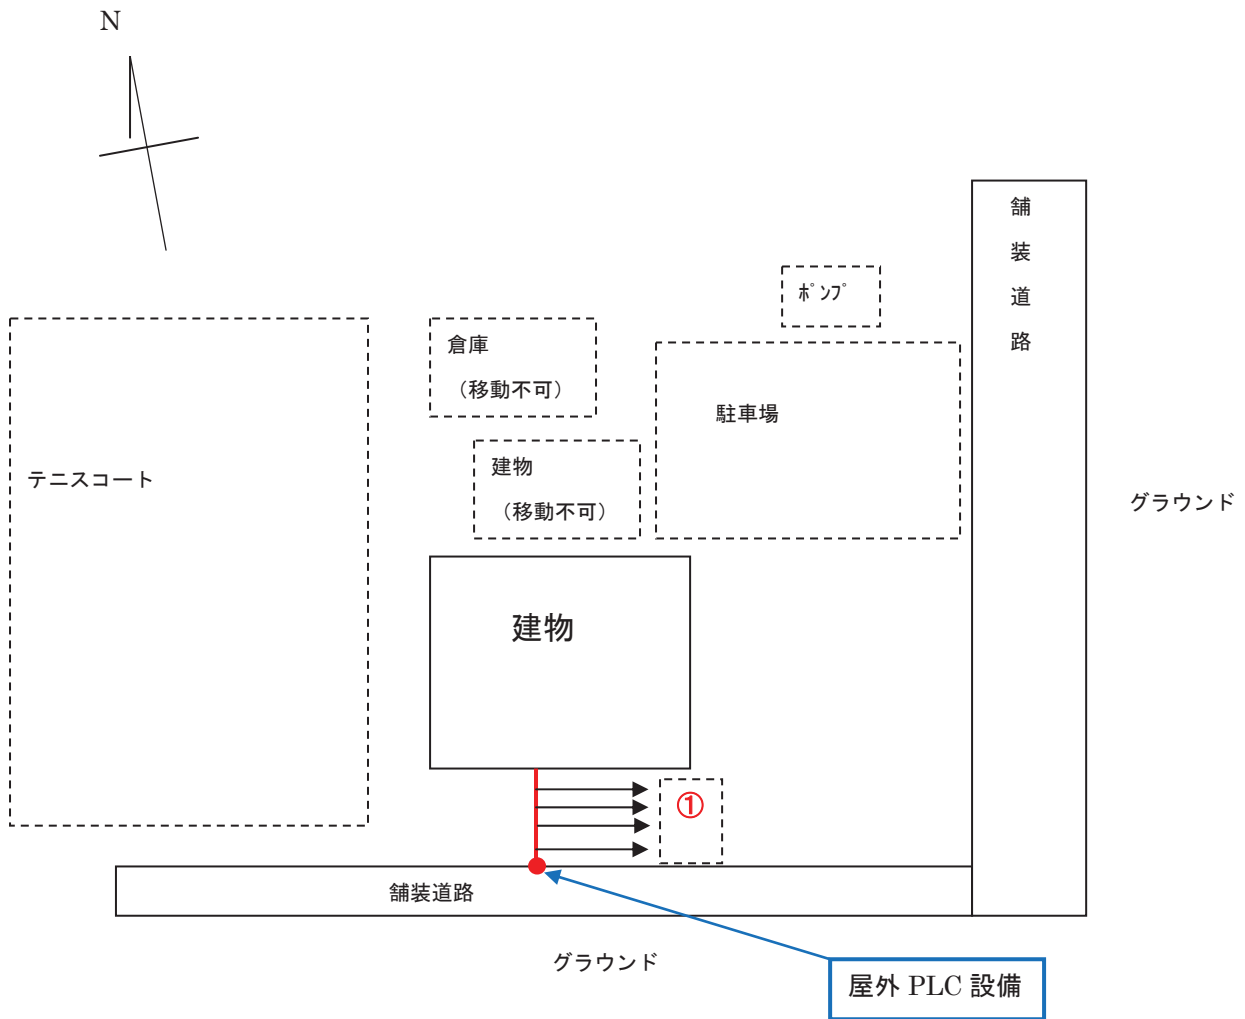 N
舗
装
道
路
ﾎﾟﾝﾌﾟ
倉庫
（移動不可）
駐車場
建物
（移動不可）
テニスコート
グラウンド
建物
①
舗装道路
グラウンド
屋外 PLC 設備